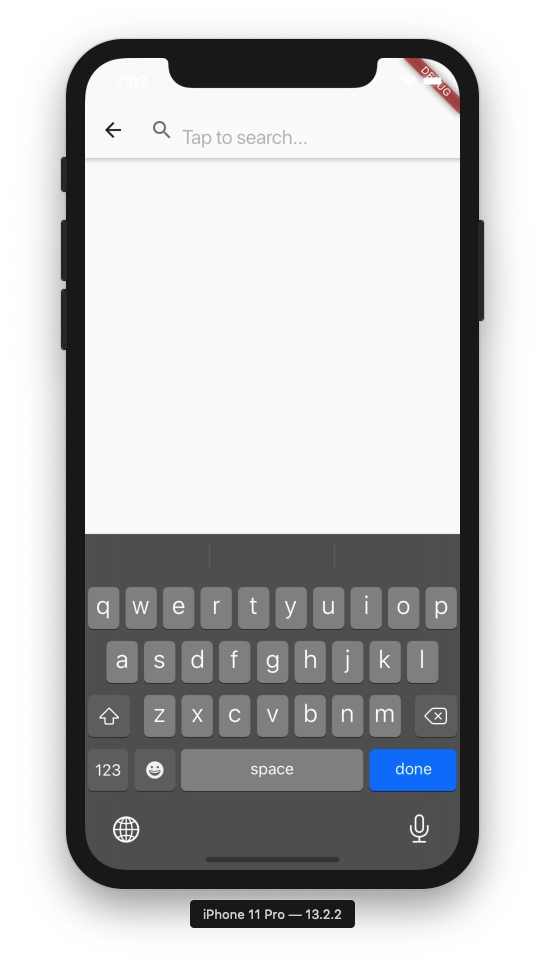 7:02
DEBUG
Tap to search...
q w e r t y u i o p
a s d f g h j k l
z x c v b n m
123 space done
iPhone 11 Pro — 13.2.2